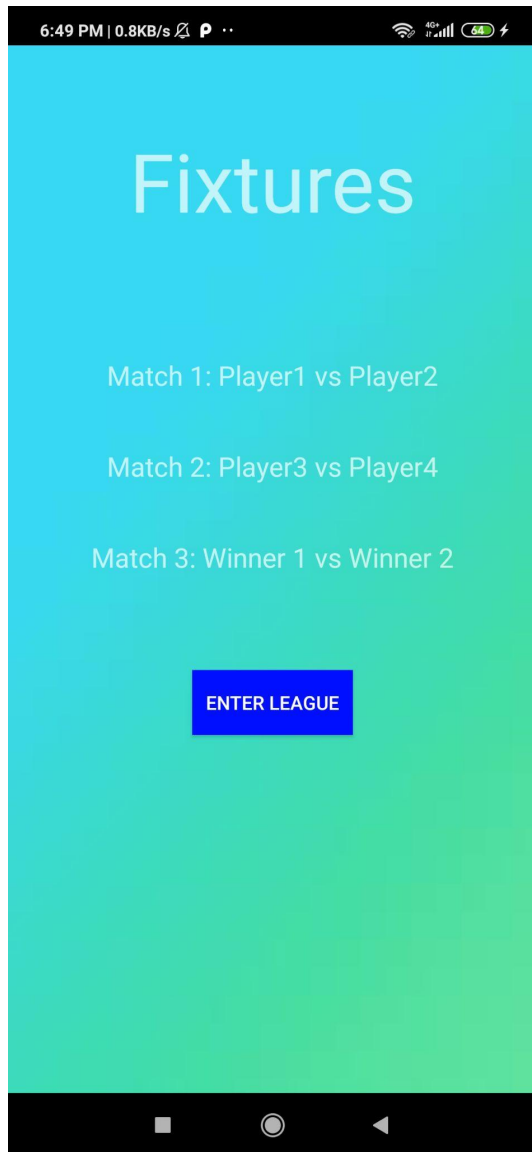 6:49 PM | 0.8KB/s
4G+
64
Fixtures
Match 1: Player1 vs Player2
Match 2: Player3 vs Player4
Match 3: Winner 1 vs Winner 2
ENTER LEAGUE